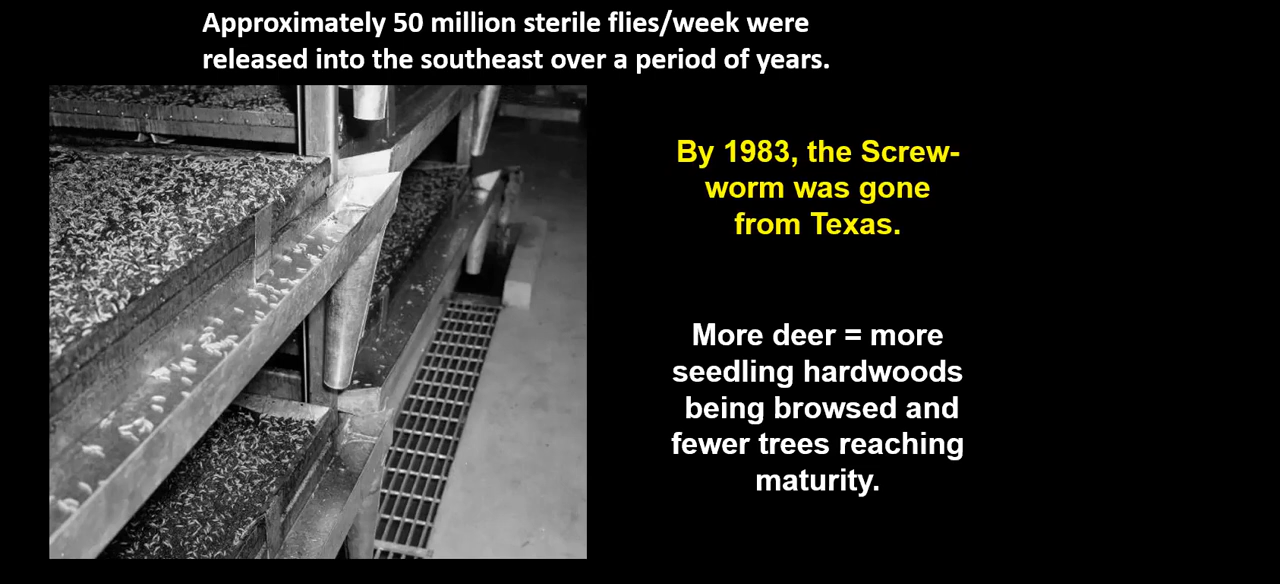 Approximately 50 million sterile flies/week were
released into the southeast over a period of years.
By 1983, the Screw-
worm was gone
from Texas.
More deer = more
seedling hardwoods
being browsed and
fewer trees reaching
maturity.